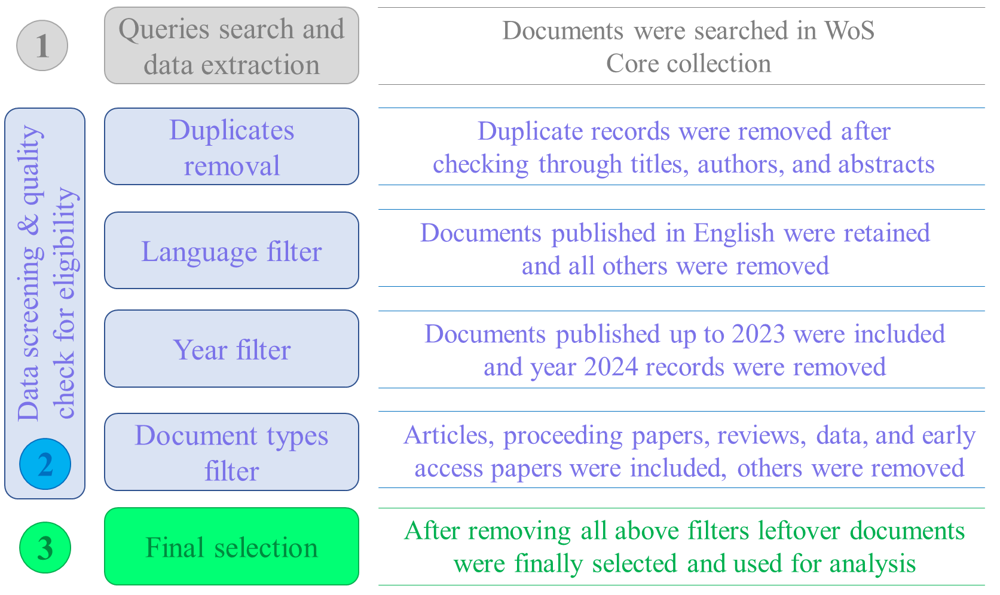 1
Queries search and
data extraction
Documents were searched in WoS
Core collection
Data screening & quality
check for eligibility
2
Duplicates
removal
Duplicate records were removed after
checking through titles, authors, and abstracts
Language filter
Documents published in English were retained
and all others were removed
Year filter
Documents published up to 2023 were included
and year 2024 records were removed
Document types
filter
Articles, proceeding papers, reviews, data, and early
access papers were included, others were removed
3
Final selection
After removing all above filters leftover documents
were finally selected and used for analysis